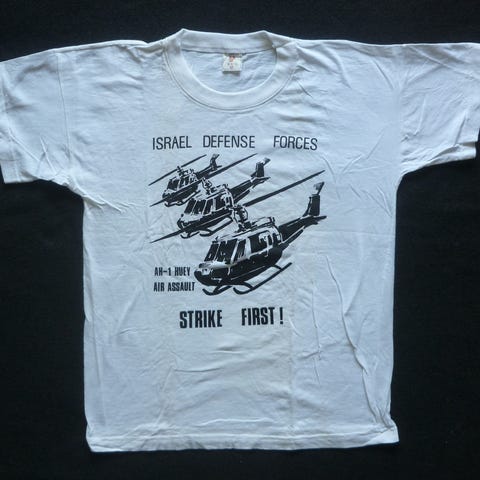 ISRAEL DEFENSE FORCES
AH-1 HUEY
AIR ASSAULT
STRIKE FIRST!